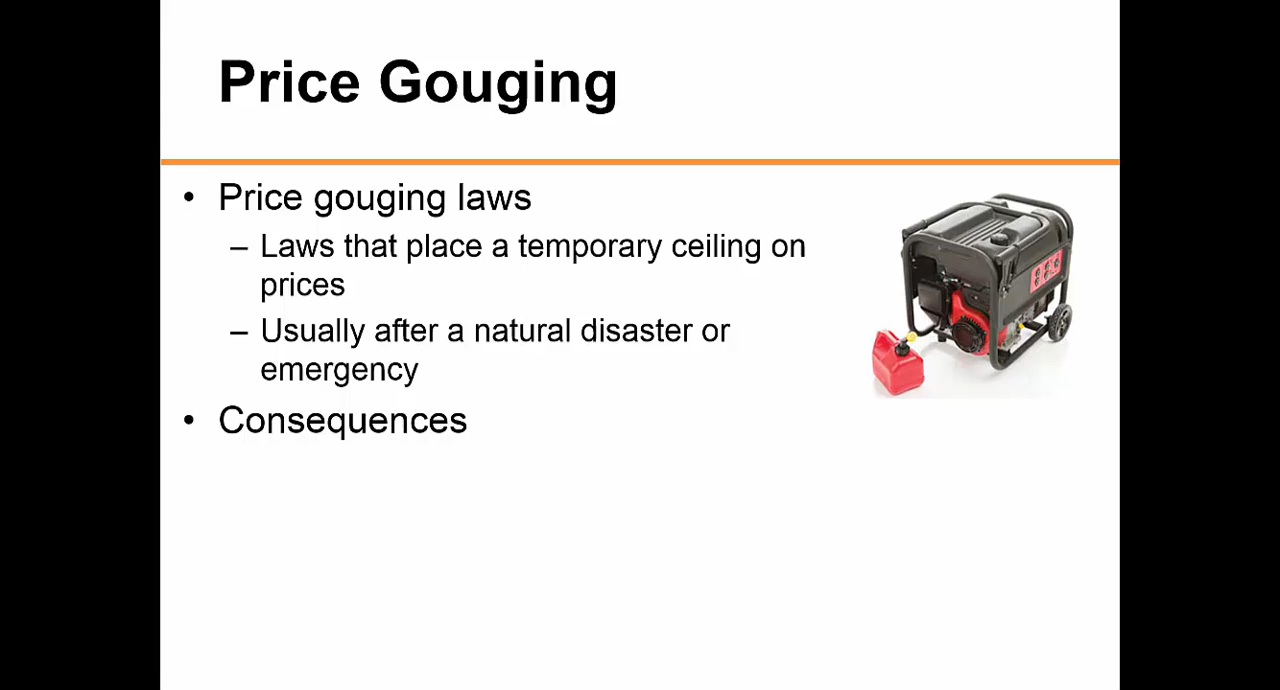 Price Gouging
• Price gouging laws
– Laws that place a temporary ceiling on
prices
– Usually after a natural disaster or
emergency
• Consequences